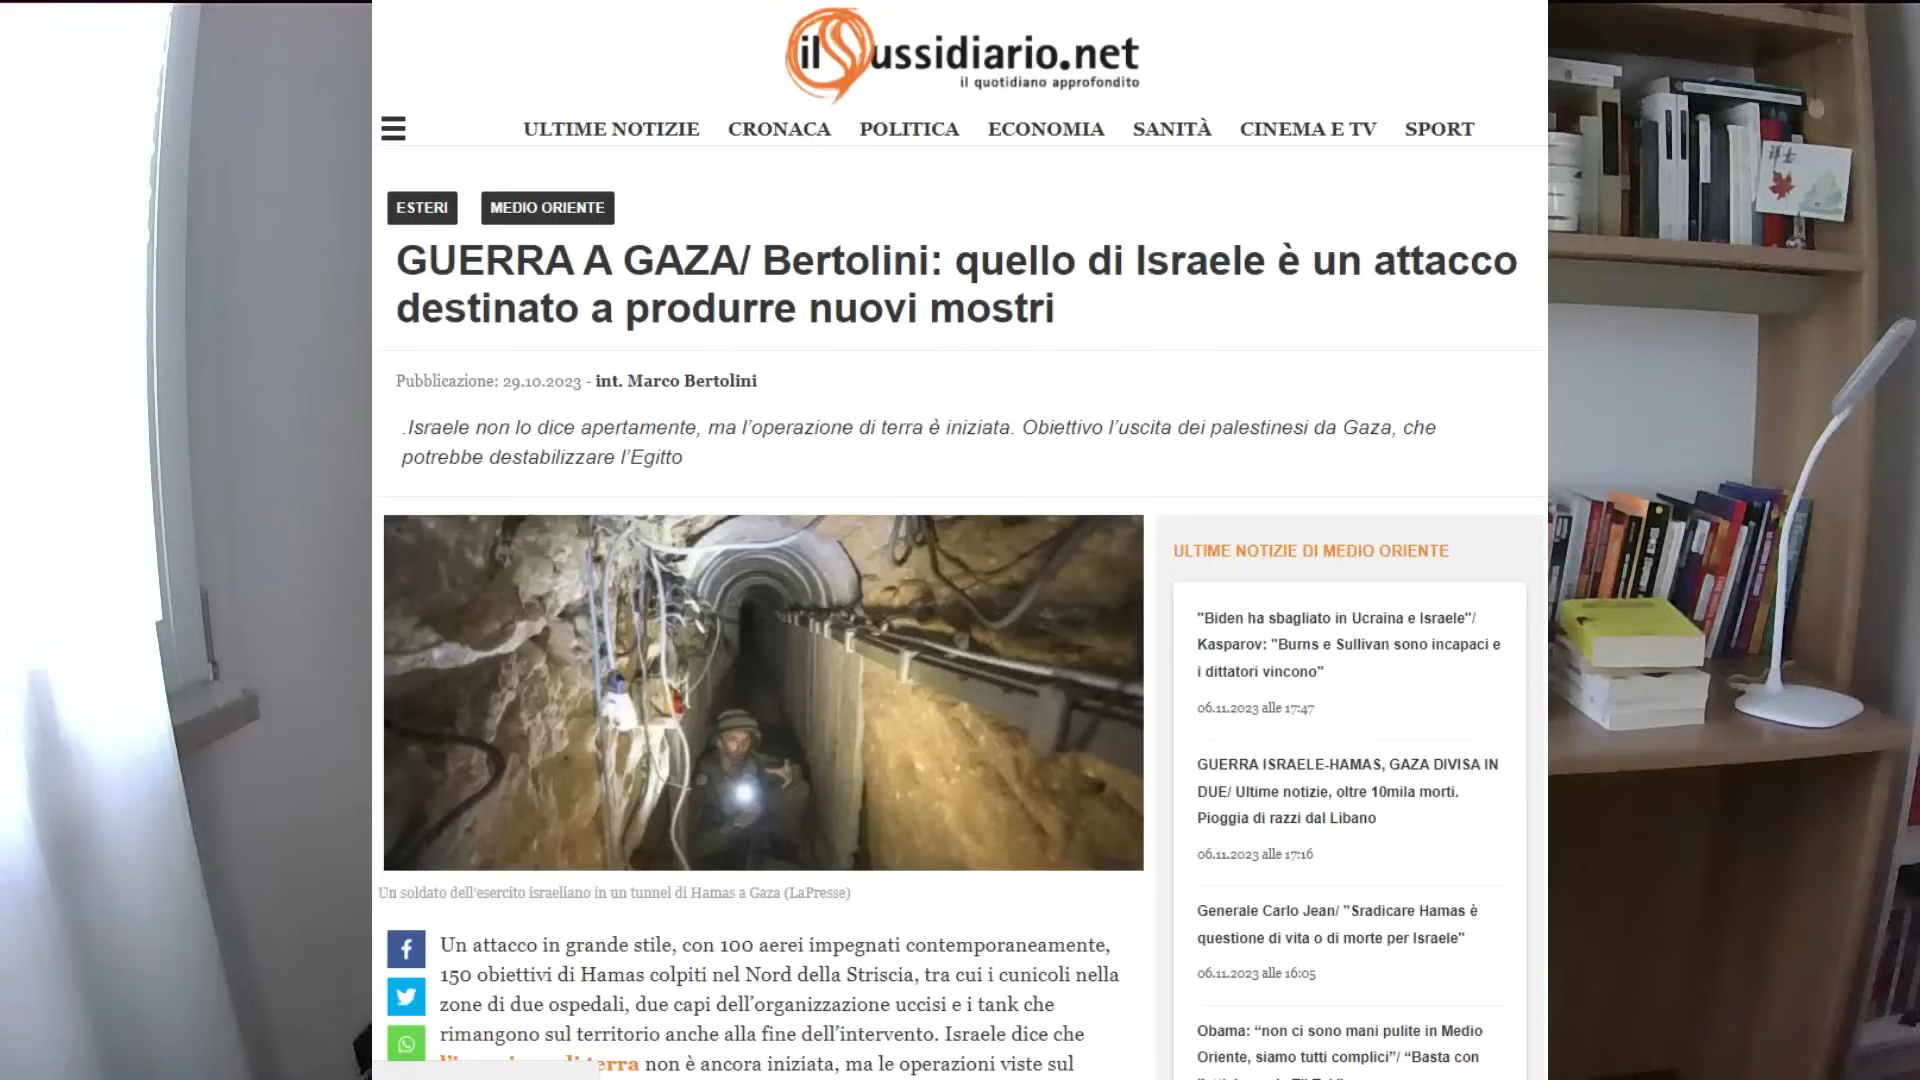 ilSussidiario.net
il quotidiano approfondito
ULTIME NOTIZIE CRONACA POLITICA ECONOMIA SANITÀ CINEMA E TV SPORT
ESTERI MEDIO ORIENTE
GUERRA A GAZA/ Bertolini: quello di Israele è un attacco
destinato a produrre nuovi mostri
Pubblicazione: 29.10.2023 - int. Marco Bertolini
.Israele non lo dice apertamente, ma l’operazione di terra è iniziata. Obiettivo l’uscita dei palestinesi da Gaza, che
potrebbe destabilizzare l’Egitto
Un soldato dell'esercito israeliano in un tunnel di Hamas a Gaza (LaPresse)
Un attacco in grande stile, con 100 aerei impegnati contemporaneamente,
150 obiettivi di Hamas colpiti nel Nord della Striscia, tra cui i cunicoli nella
zone di due ospedali, due capi dell’organizzazione uccisi e i tank che
rimangono sul territorio anche alla fine dell’intervento. Israele dice che
non è ancora iniziata, ma le operazioni viste sul
ULTIME NOTIZIE DI MEDIO ORIENTE
"Biden ha sbagliato in Ucraina e Israele"/
Kasparov: "Burns e Sullivan sono incapaci e
i dittatori vincono"
06.11.2023 alle 17:47
GUERRA ISRAELE-HAMAS, GAZA DIVISA IN
DUE/ Ultime notizie, oltre 10mila morti.
Pioggia di razzi dal Libano
06.11.2023 alle 17:16
Generale Carlo Jean/ "Sradicare Hamas è
questione di vita o di morte per Israele"
06.11.2023 alle 16:05
Obama: “non ci sono mani pulite in Medio
Oriente, siamo tutti complici”/ “Basta con